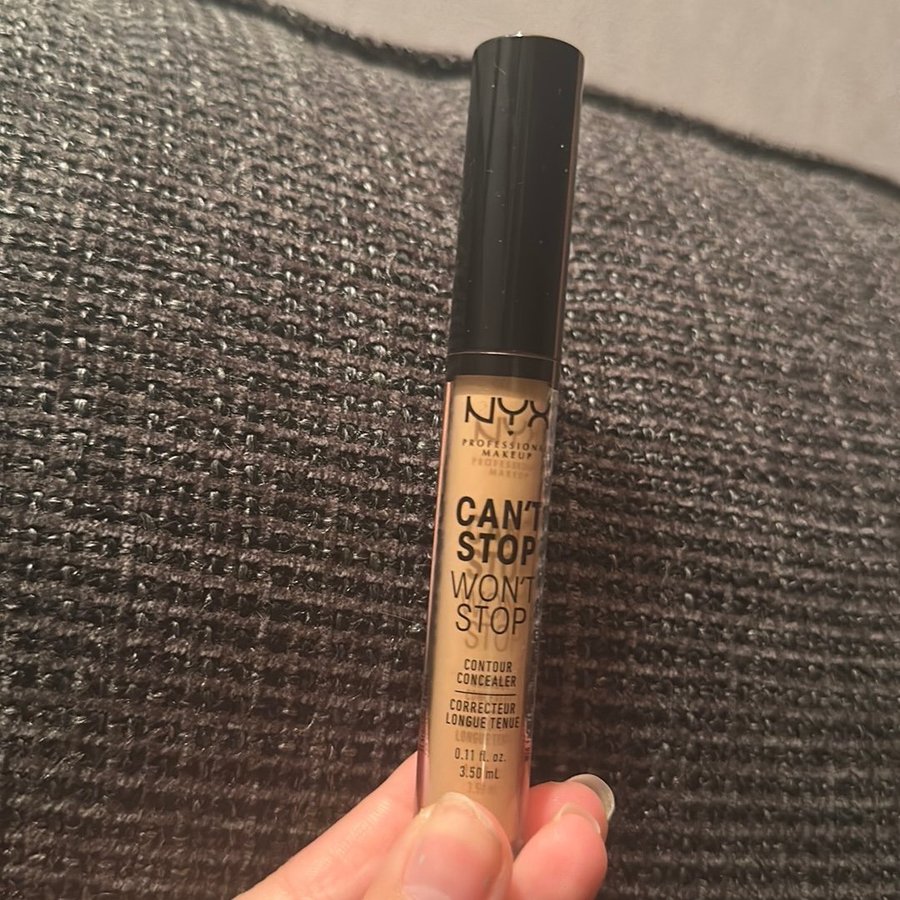 NYX
PROFESSIONAL
MAKEUP
CAN'T
STOP
WON'T
STOP
CONTOUR
CONCEALER
CORRECTEUR
LONGUE TENUE
0.11 fl. oz.
3.50 mL